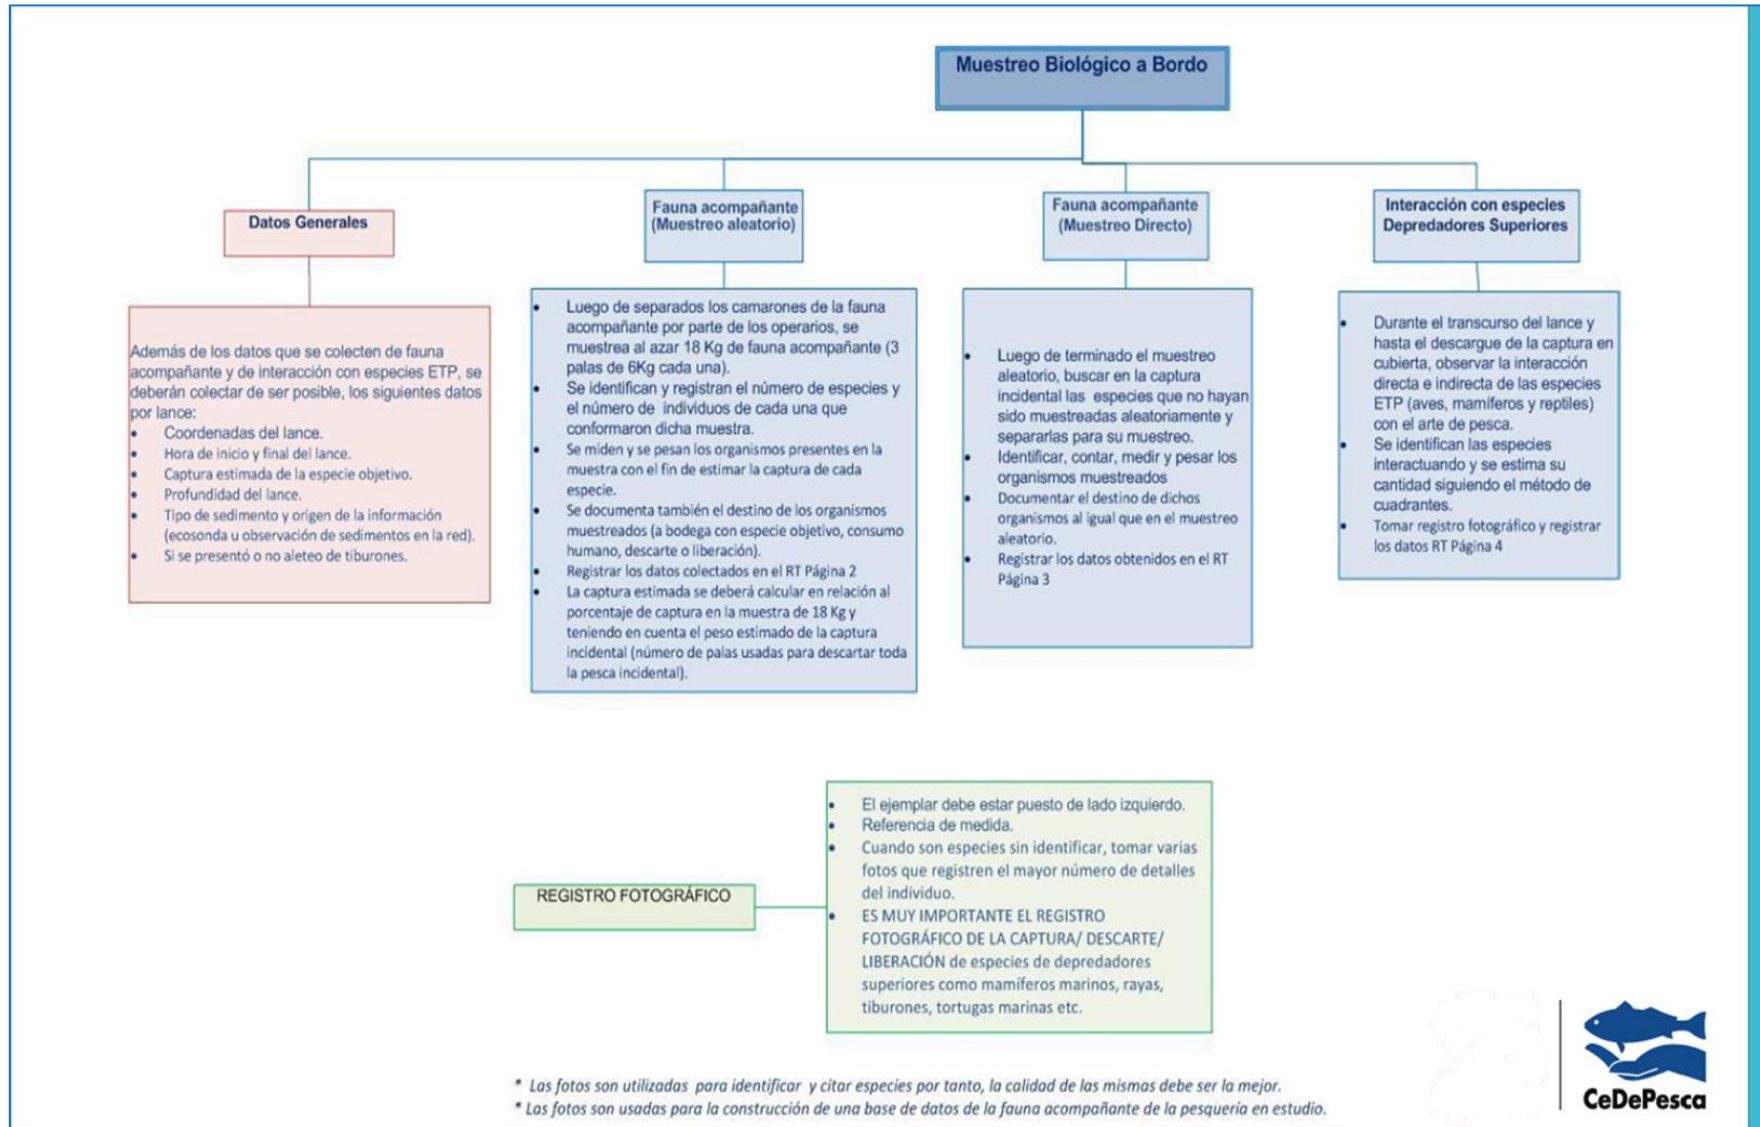 Muestreo Biológico a Bordo
Datos Generales
Además de los datos que se colecten de fauna
acompañante y de interacción con especies ETP, se
deberán colectar de ser posible, los siguientes datos
por lance:
• Coordenadas del lance.
• Hora de inicio y final del lance.
• Captura estimada de la especie objetivo.
• Profundidad del lance.
• Tipo de sedimento y origen de la información
(ecosonda u observación de sedimentos en la red).
• Si se presentó o no aleteo de tiburones.
Fauna acompañante
(Muestreo aleatorio)
• Luego de separados los camarones de la fauna
acompañante por parte de los operarios, se
muestrea al azar 18 Kg de fauna acompañante (3
palas de 6Kg cada una).
• Se identifican y registran el número de especies y
el número de individuos de cada una que
conformaron dicha muestra.
• Se miden y se pesan los organismos presentes en la
muestra con el fin de estimar la captura de cada
especie.
• Se documenta también el destino de los organismos
muestreados (a bodega con especie objetivo, consumo
humano, descarte o liberación).
• Registrar los datos colectados en el RT Página 2
• La captura estimada se deberá calcular en relación al
porcentaje de captura en la muestra de 18 Kg y
teniendo en cuenta el peso estimado de la captura
incidental (número de palas usadas para descartar toda
la pesca incidental).
Fauna acompañante
(Muestreo Directo)
• Luego de terminado el muestreo
aleatorio, buscar en la captura
incidental las especies que no hayan
sido muestreadas aleatoriamente y
separarlas para su muestreo.
• Identificar, contar, medir y pesar los
organismos muestreados
• Documentar el destino de dichos
organismos al igual que en el muestreo
aleatorio.
• Registrar los datos obtenidos en el RT
Página 3
Interacción con especies
Depredadores Superiores
• Durante el transcurso del lance y
hasta el descargue de la captura en
cubierta, observar la interacción
directa e indirecta de las especies
ETP (aves, mamíferos y reptiles)
con el arte de pesca.
• Se identifican las especies
interactuando y se estima su
cantidad siguiendo el método de
cuadrantes.
• Tomar registro fotográfico y registrar
los datos RT Página 4
REGISTRO FOTOGRÁFICO
• El ejemplar debe estar puesto de lado izquierdo.
• Referencia de medida.
• Cuando son especies sin identificar, tomar varias
fotos que registren el mayor número de detalles
del individuo.
• ES MUY IMPORTANTE EL REGISTRO
FOTOGRÁFICO DE LA CAPTURA/ DESCARTE/
LIBERACIÓN de especies de depredadores
superiores como mamíferos marinos, rayas,
tiburones, tortugas marinas etc.
* Las fotos son utilizadas para identificar y citar especies por tanto, la calidad de las mismas debe ser la mejor.
* Las fotos son usadas para la construcción de una base de datos de la fauna acompañante de la pesquería en estudio.
CeDePesca